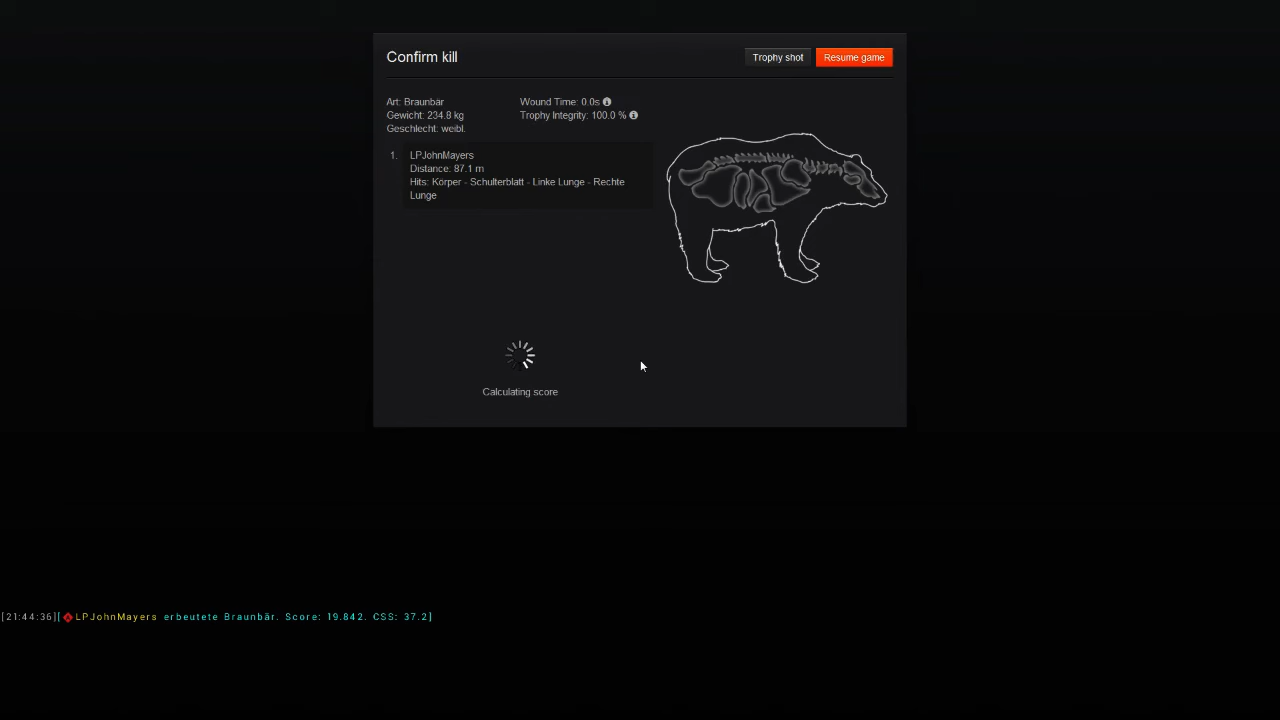 Confirm kill
Trophy shot
Resume game
Art: Braunbär
Gewicht: 234.8 kg
Geschlecht: weibl.
Wound Time: 0.0s
Trophy Integrity: 100.0 %
1.
LPJohnMayers
Distance: 87.1 m
Hits: Körper - Schulterblatt - Linke Lunge - Rechte
Lunge
Calculating score
[21:44:36][LPJohnMayers erbeutete Braunbär. Score: 19.842. CSS: 37.2]